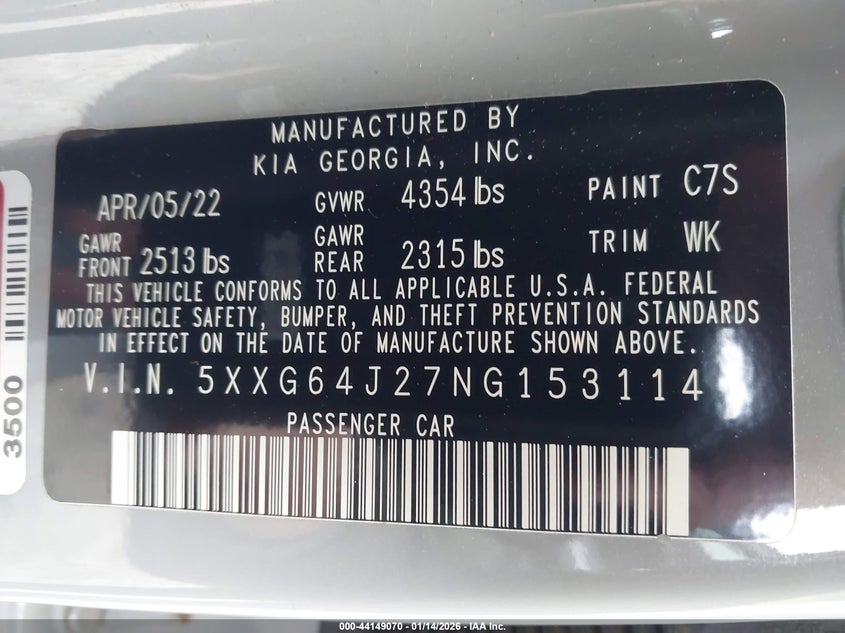 MANUFACTURED BY
KIA GEORGIA, INC.
APR/05/22 GVWR 4354 lbs PAINT C7S
GAWR FRONT 2513 lbs GAWR REAR 2315 lbs TRIM WK
THIS VEHICLE CONFORMS TO ALL APPLICABLE U.S.A. FEDERAL
MOTOR VEHICLE SAFETY, BUMPER, AND THEFT PREVENTION STANDARDS
IN EFFECT ON THE DATE OF MANUFACTURE SHOWN ABOVE.
V.I.N. 5XXG64J27NG153114
PASSENGER CAR
3500
000-44149070 - 01/14/2026 - IAA Inc.